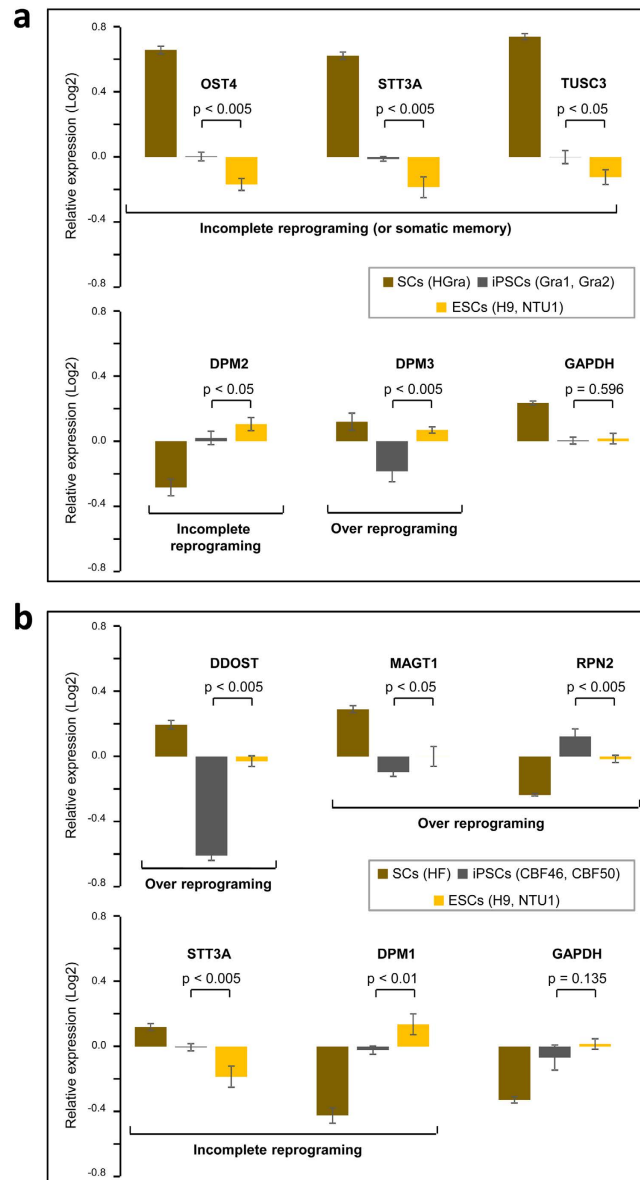 a
Relative expression (Log2)
0.8
0.4
0.0
-0.4
-0.8
OST4
p < 0.005
STT3A
p < 0.005
TUSC3
p < 0.05
Incomplete reprograming (or somatic memory)
SCs (HGra) iPSCs (Gra1, Gra2)
ESCs (H9, NTU1)
Relative expression (Log2)
0.8
0.4
0.0
-0.4
-0.8
DPM2
p < 0.05
DPM3
p < 0.005
GAPDH
p = 0.596
Incomplete
reprograming
Over reprograming
b
Relative expression (Log2)
0.8
0.4
0.0
-0.4
-0.8
DDOST
p < 0.005
MAGT1
p < 0.05
RPN2
p < 0.005
Over reprograming
Over reprograming
SCs (HF) iPSCs (CBF46, CBF50)
ESCs (H9, NTU1)
Relative expression (Log2)
0.8
0.4
0.0
-0.4
-0.8
STT3A
p < 0.005
DPM1
p < 0.01
GAPDH
p = 0.135
Incomplete reprograming